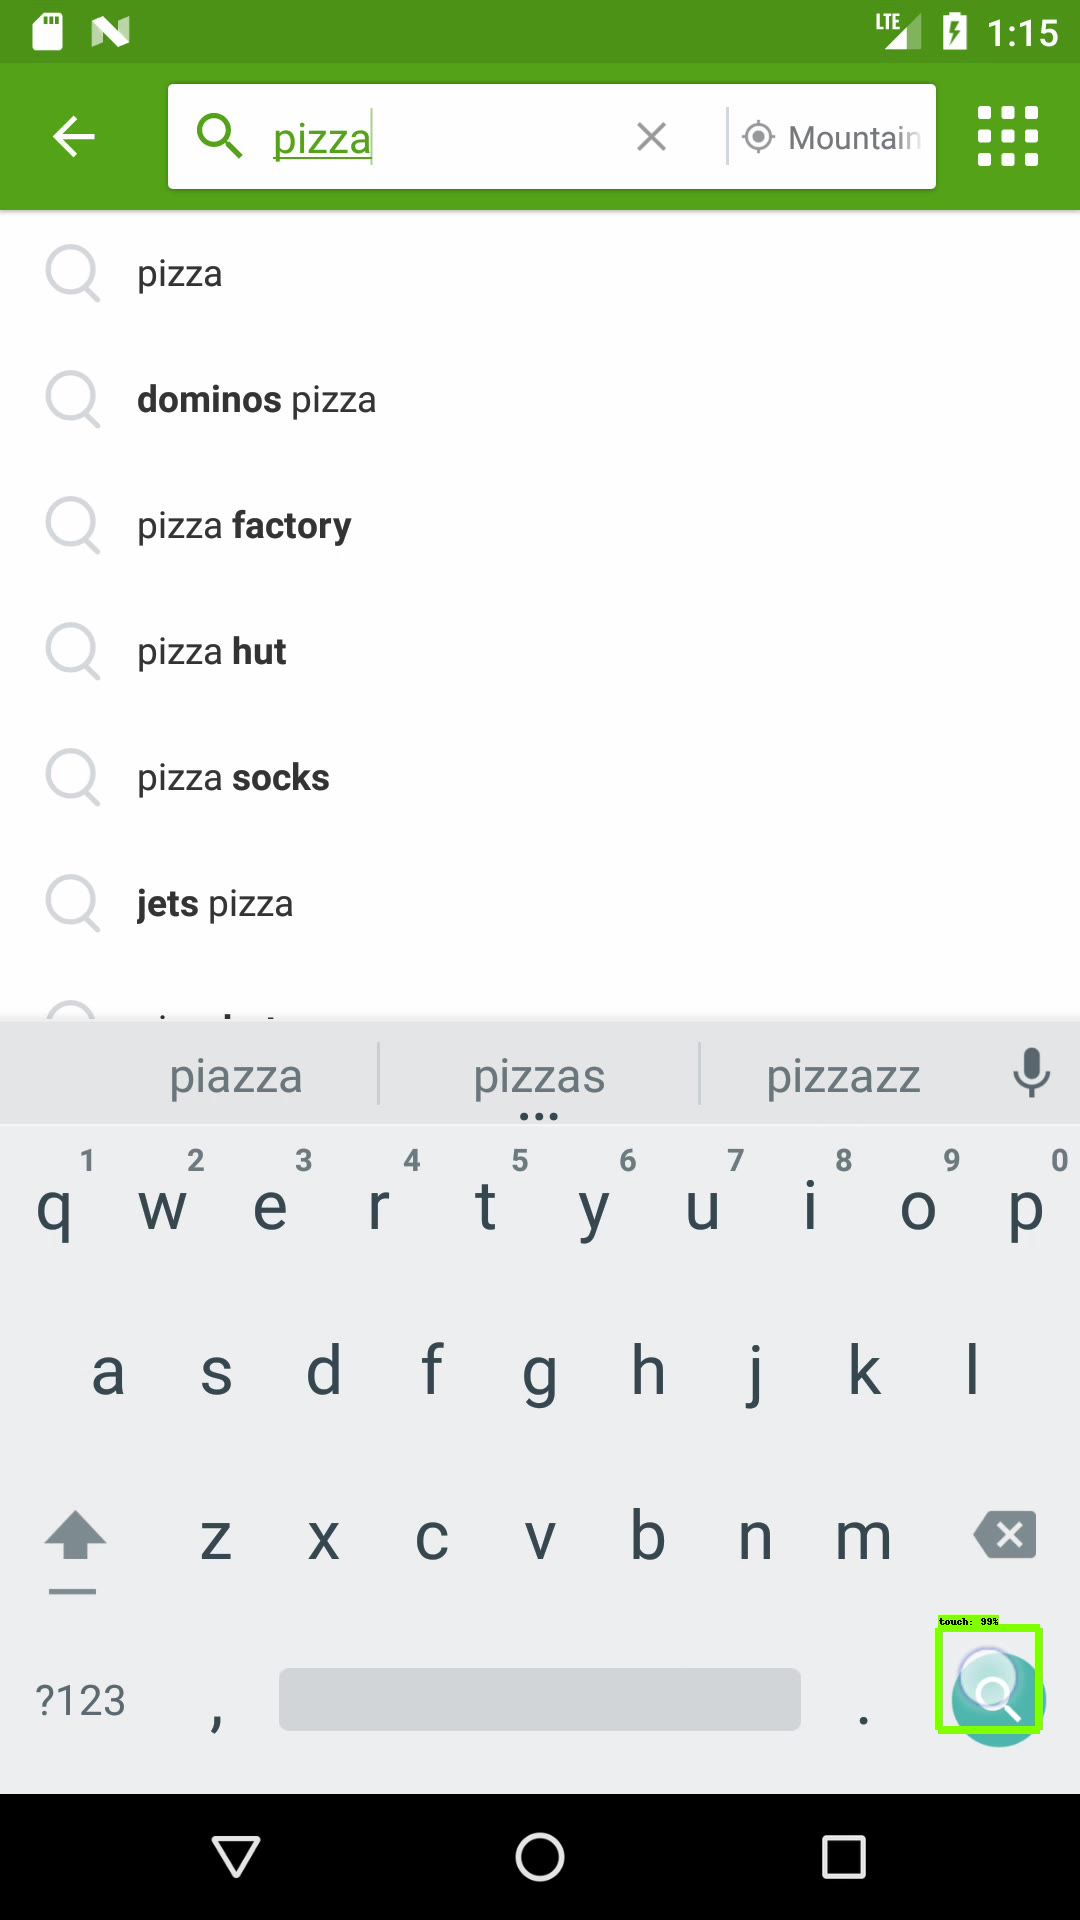 LTE 1:15
pizza Mountain
pizza
dominos pizza
pizza factory
pizza hut
pizza socks
jets pizza
piazza pizzas pizzazz
1 2 3 4 5 6 7 8 9 0
q w e r t y u i o p
a s d f g h j k l
z x c v b n m
touch: 99%
?123 , .